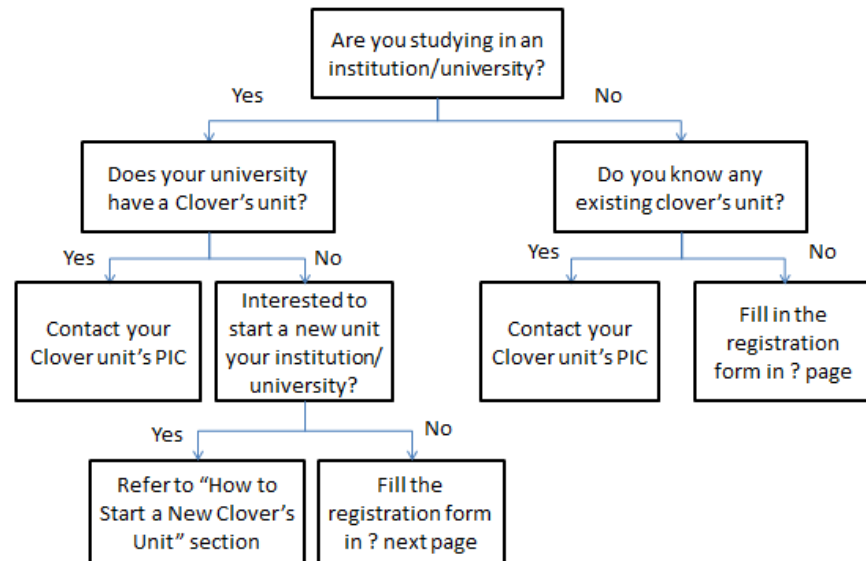 Are you studying in an
institution/university?
Yes
No
Does your university
have a Clover's unit?
Do you know any
existing clover's unit?
Yes
No
Yes
No
Contact your
Clover unit's PIC
Interested to
start a new unit
your institution/
university?
Contact your
Clover unit's PIC
Fill in the
registration
form in ? page
Yes
No
Refer to “How to
Start a New Clover's
Unit” section
Fill the
registration form
in ? next page